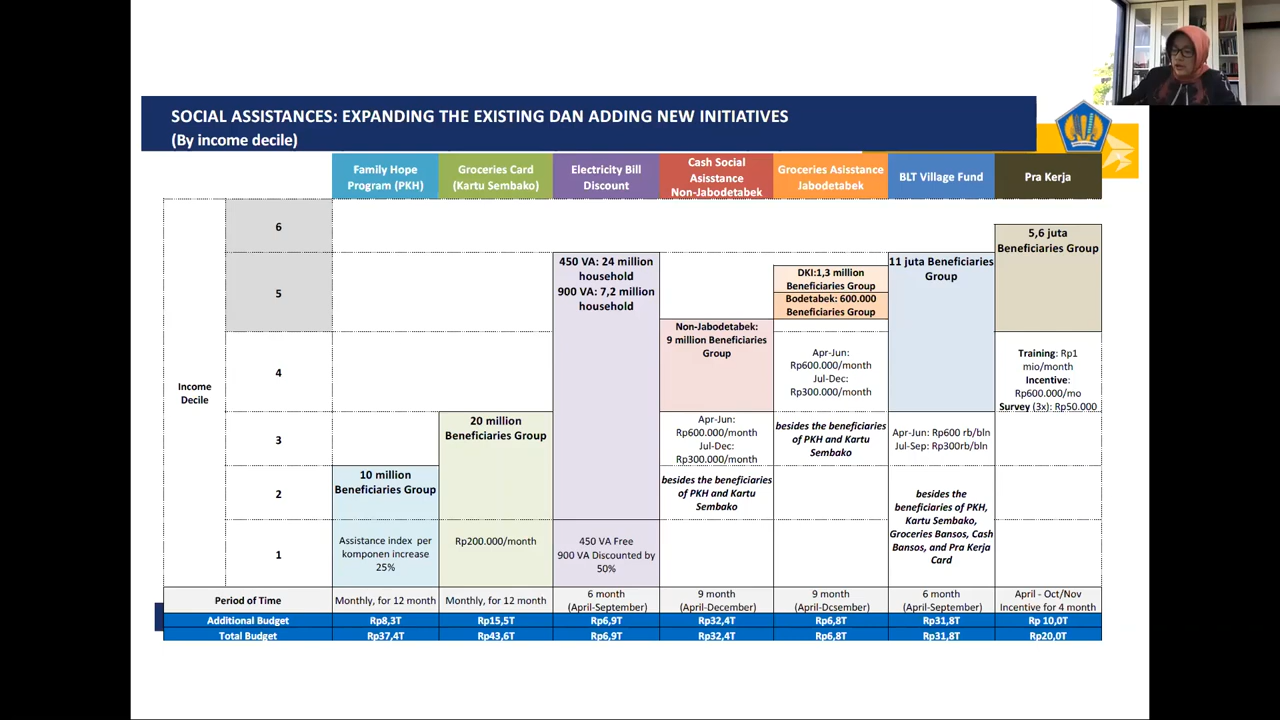 SOCIAL ASSISTANCES: EXPANDING THE EXISTING DAN ADDING NEW INITIATIVES
(By income decile)
Family Hope
Program (PKH)
Groceries Card
(Kartu Sembako)
Electricity Bill
Discount
Cash Social
Asistance
Non-Jabodetabek
Groceries Asistance
Jabodetabek
BLT Village Fund
Pra Kerja
Income
Decile
6
5
4
3
2
1
10 million
Beneficiaries Group
Assistance index per
komponen increase
25%
20 million
Beneficiaries Group
Rp200.000/month
450 VA: 24 million
household
900 VA: 7,2 million
household
450 VA Free
900 VA Discounted by
50%
Non-Jabodetabek:
9 million Beneficiaries
Group
Apr-Jun:
Rp600.000/month
Jul-Dec:
Rp300.000/month
besides the beneficiaries
of PKH and Kartu
Sembako
DKI:1,3 million
Beneficiaries Group
Bodetabek: 600.000
Beneficiaries Group
Apr-Jun:
Rp600.000/month
Jul-Dec:
Rp300.000/month
besides the beneficiaries
of PKH and Kartu
Sembako
11 juta Beneficiaries
Group
Apr-Jun: Rp600 rb/bln
Jul-Sep: Rp300rb/bln
besides the
beneficiaries of PKH,
Kartu Sembako,
Groceries Bansos, Cash
Bansos, and Pra Kerja
Card
5,6 juta
Beneficiaries Group
Training: Rp1
mio/month
Incentive:
Rp600.000/mo
Survey (3x): Rp50.000
Period of Time
Monthly, for 12 month
Monthly, for 12 month
6 month
(April-September)
9 month
(April-December)
9 month
(April-Dcsember)
6 month
(April-September)
April - Oct/Nov
Incentive for 4 month
Additional Budget
Rp8,3T
Rp15,5T
Rp6,9T
Rp32,4T
Rp6,8T
Rp31,8T
Rp 10,0T
Total Budget
Rp37,4T
Rp43,6T
Rp6,9T
Rp32,4T
Rp6,8T
Rp31,8T
Rp20,0T